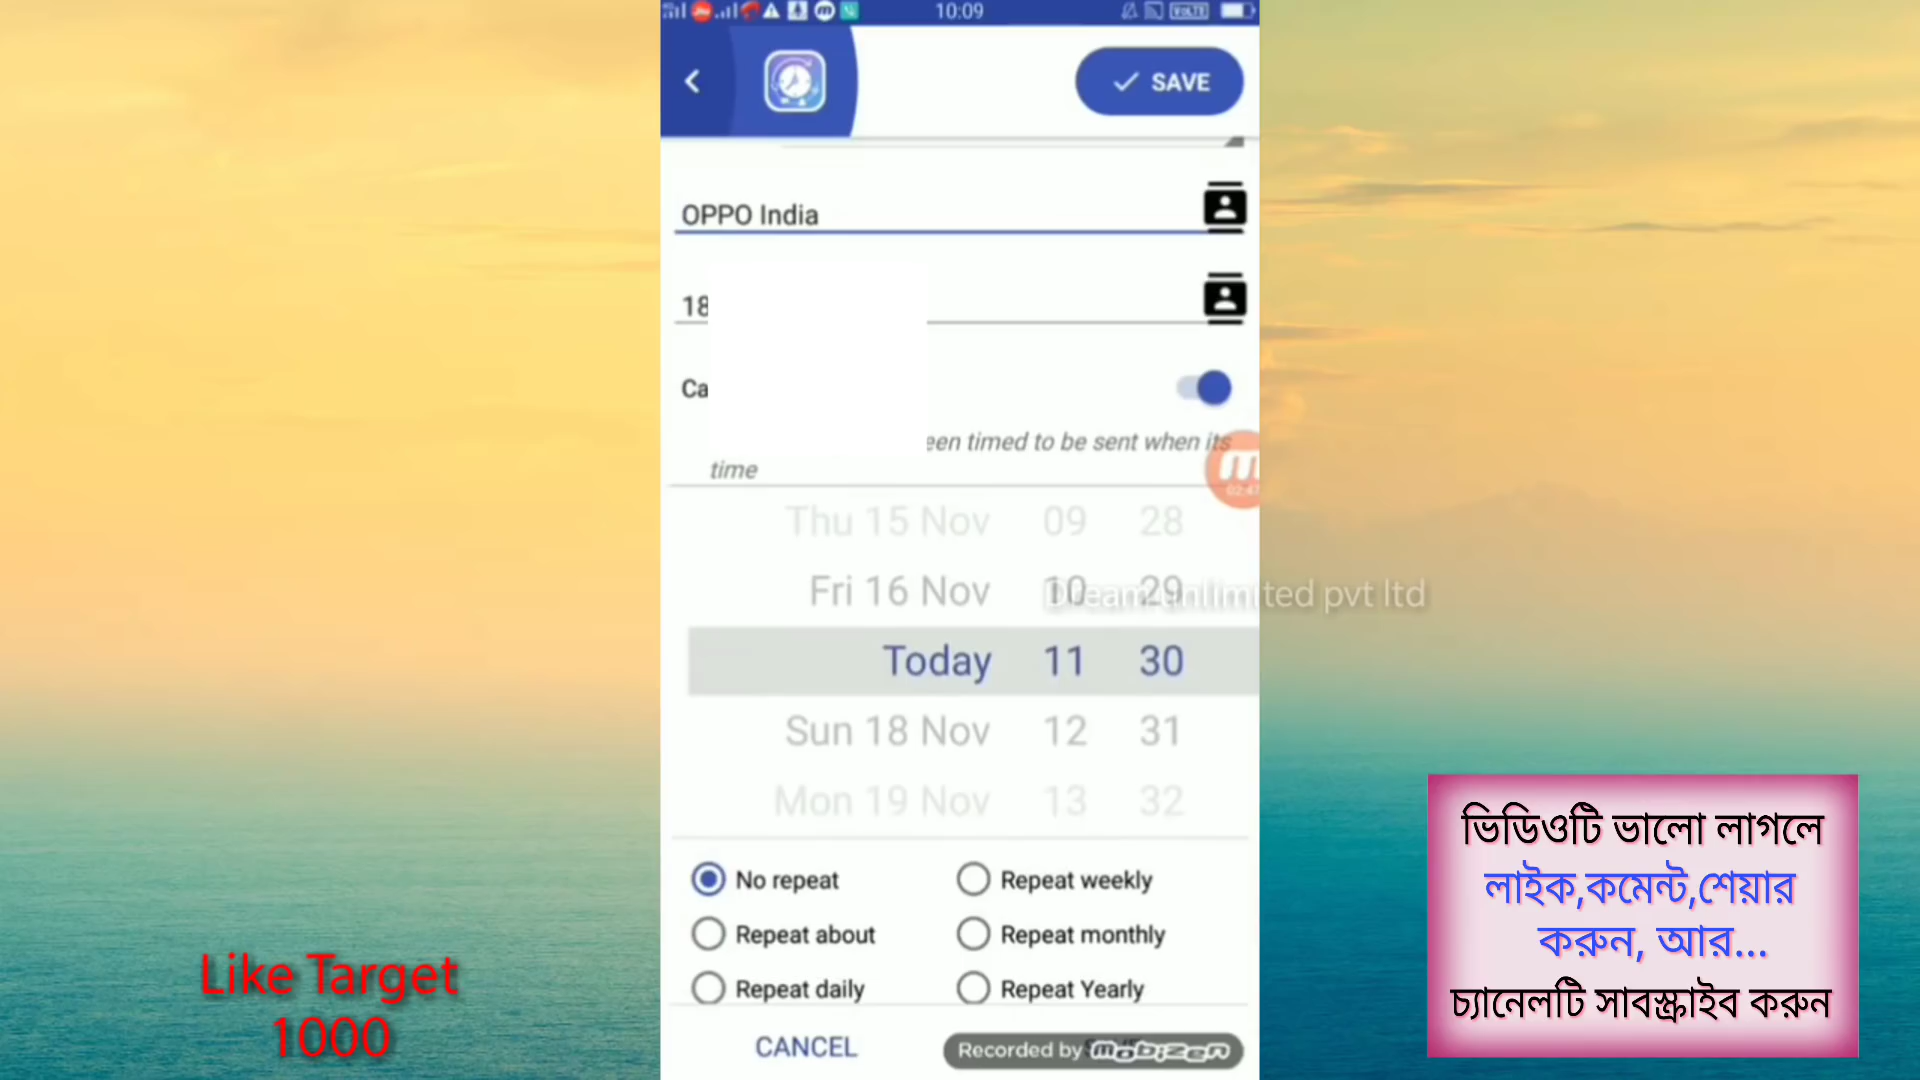 10:09
VoLTE
SAVE
OPPO India
18
Ca
een timed to be sent when its
time
02:47
Thu 15 Nov 09 28
Fri 16 Nov 10 29
Dream unlimited pvt ltd
Today 11 30
Sun 18 Nov 12 31
Mon 19 Nov 13 32
No repeat
Repeat weekly
Repeat about
Repeat monthly
Repeat daily
Repeat Yearly
CANCEL
Recorded by mobizen
Like Target
1000
ভিডিওটি ভালো লাগলে
লাইক,কমেন্ট,শেয়ার
করুন, আর...
চ্যানেলটি সাবস্ক্রাইব করুন